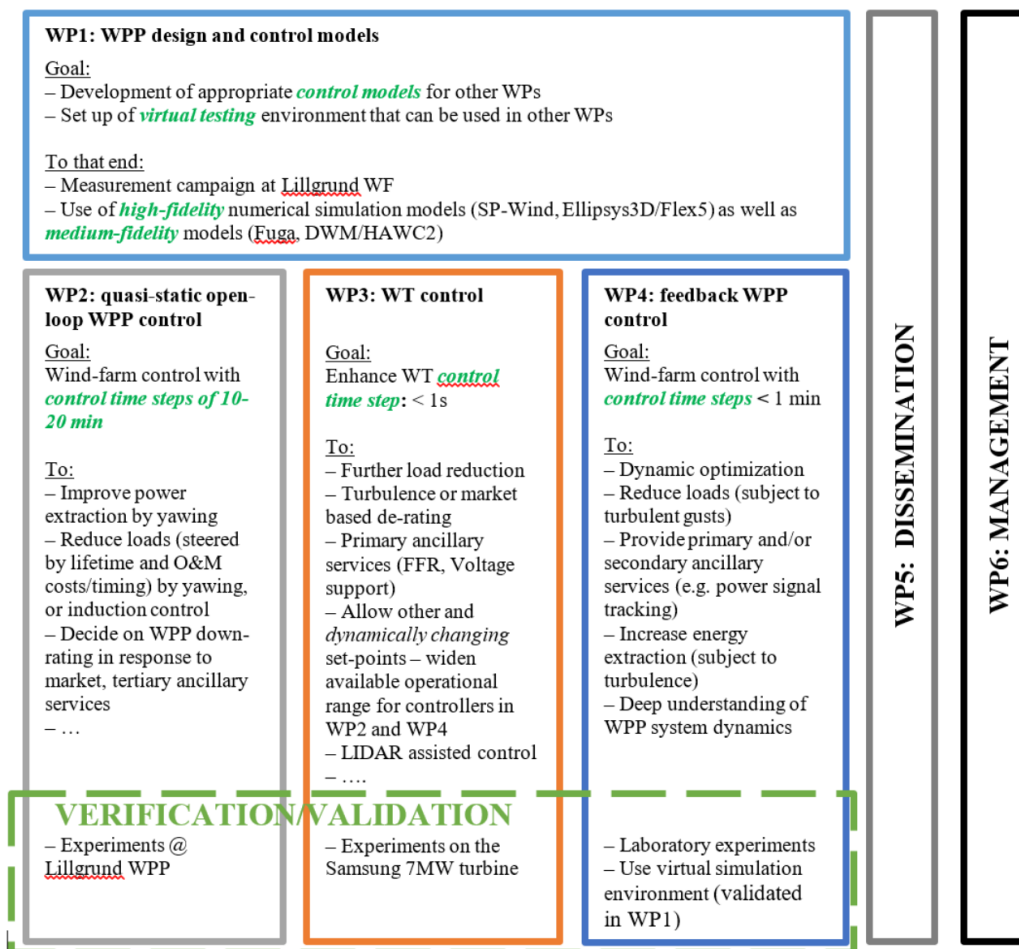 WP1: WPP design and control models
Goal:
– Development of appropriate control models for other WPs
– Set up of virtual testing environment that can be used in other WPs
To that end:
– Measurement campaign at Lillgrund WF
– Use of high-fidelity numerical simulation models (SP-Wind, Ellipsys3D/Flex5) as well as
medium-fidelity models (Fuga, DWM/HAWC2)
WP2: quasi-static open-
loop WPP control
Goal:
Wind-farm control with
control time steps of 10-
20 min
To:
– Improve power
extraction by yawing
– Reduce loads (steered
by lifetime and O&M
costs/timing) by yawing,
or induction control
– Decide on WPP down-
rating in response to
market, tertiary ancillary
services
– …
WP3: WT control
Goal:
Enhance WT control
time step: < 1s
To:
– Further load reduction
– Turbulence or market
based de-rating
– Primary ancillary
services (FFR, Voltage
support)
– Allow other and
dynamically changing
set-points – widen
available operational
range for controllers in
WP2 and WP4
– LIDAR assisted control
– ….
WP4: feedback WPP
control
Goal:
Wind-farm control with
control time steps < 1 min
To:
– Dynamic optimization
– Reduce loads (subject to
turbulent gusts)
– Provide primary and/or
secondary ancillary
services (e.g. power signal
tracking)
– Increase energy
extraction (subject to
turbulence)
– Deep understanding of
WPP system dynamics
VERIFICATION/VALIDATION
– Experiments @
Lillgrund WPP
– Experiments on the
Samsung 7MW turbine
– Laboratory experiments
– Use virtual simulation
environment (validated
in WP1)
WP5: DISSEMINATION
WP6: MANAGEMENT